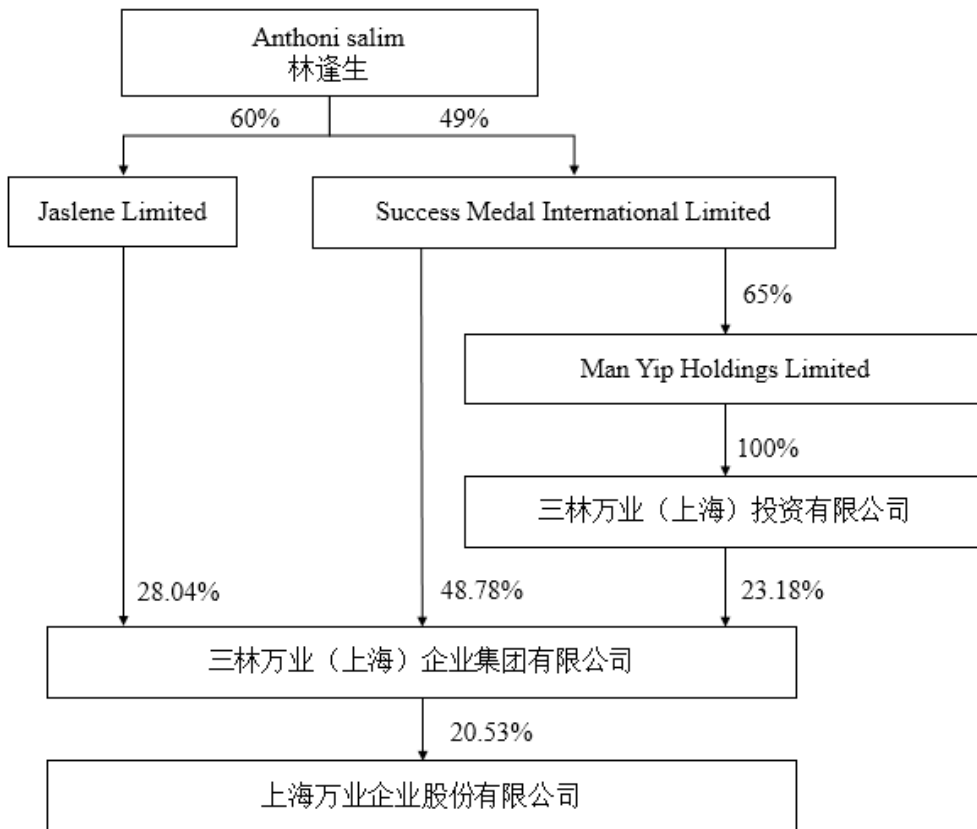 Anthoni salim
林逢生
60%
49%
Jaslene Limited
Success Medal International Limited
65%
Man Yip Holdings Limited
100%
三林万业（上海）投资有限公司
28.04%
48.78%
23.18%
三林万业（上海）企业集团有限公司
20.53%
上海万业企业股份有限公司